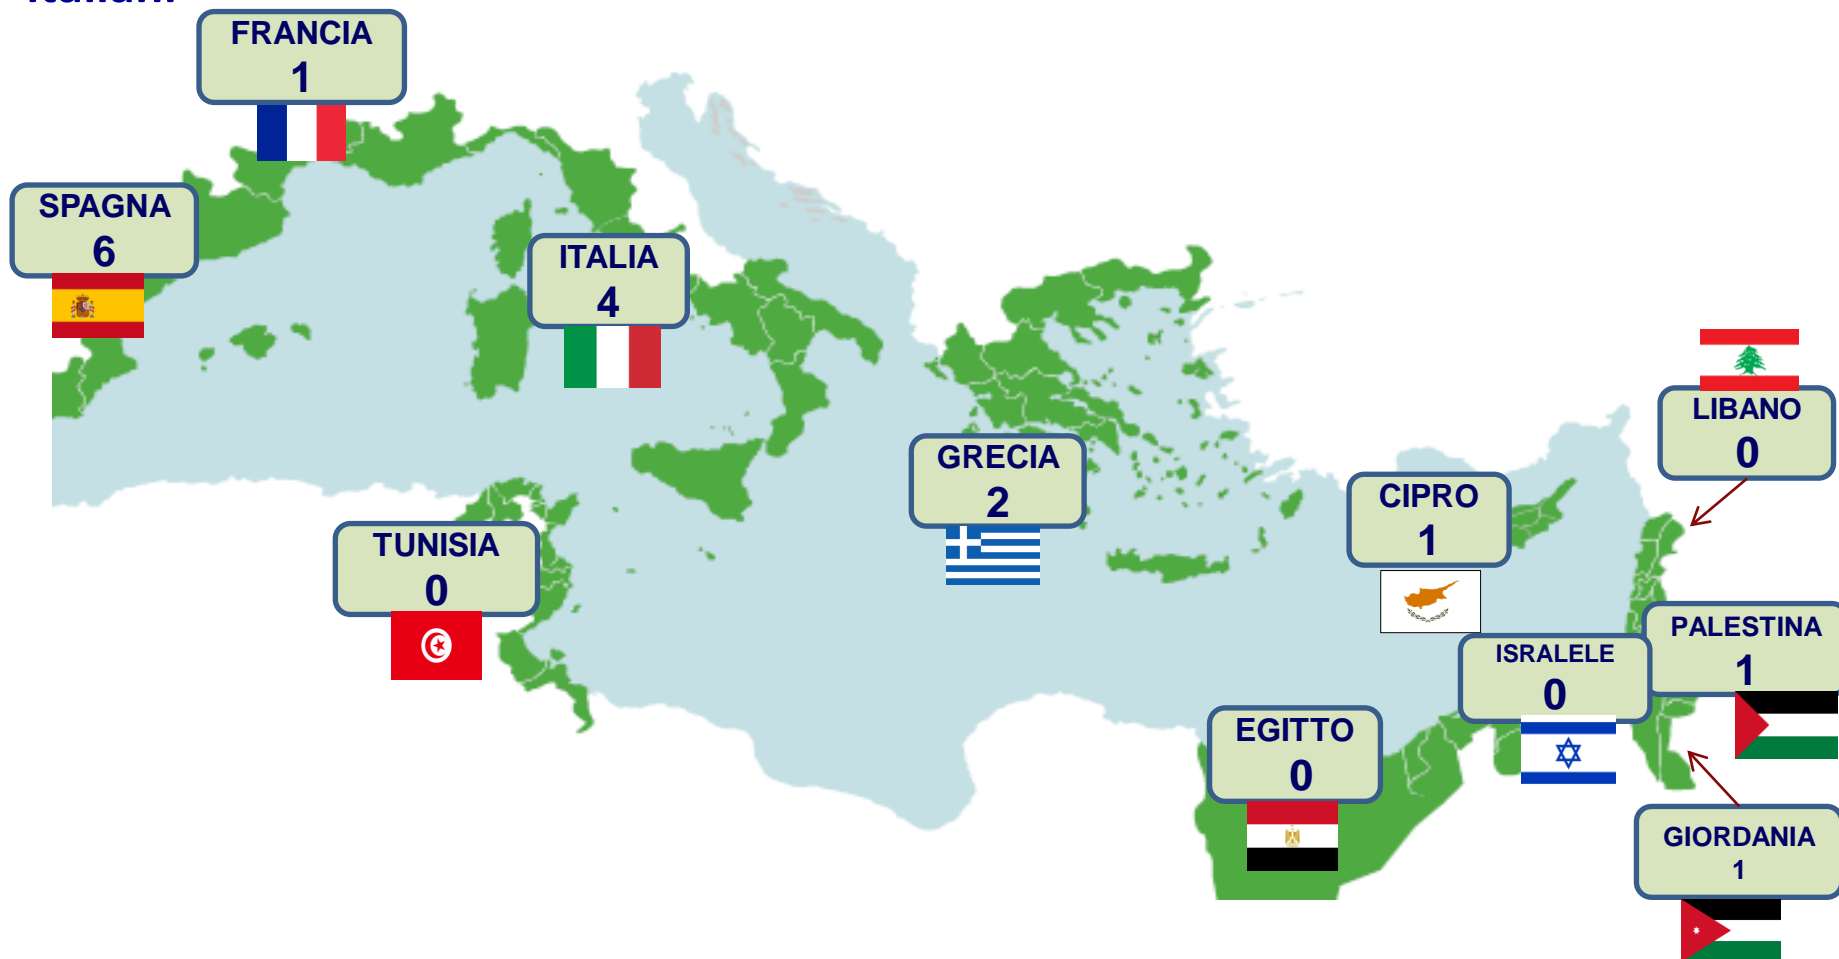 FRANCIA
1
SPAGNA
6
ITALIA
4
LIBANO
0
GRECIA
2
CIPRO
1
TUNISIA
0
PALESTINA
1
ISRALELE
0
EGITTO
0
GIORDANIA
1